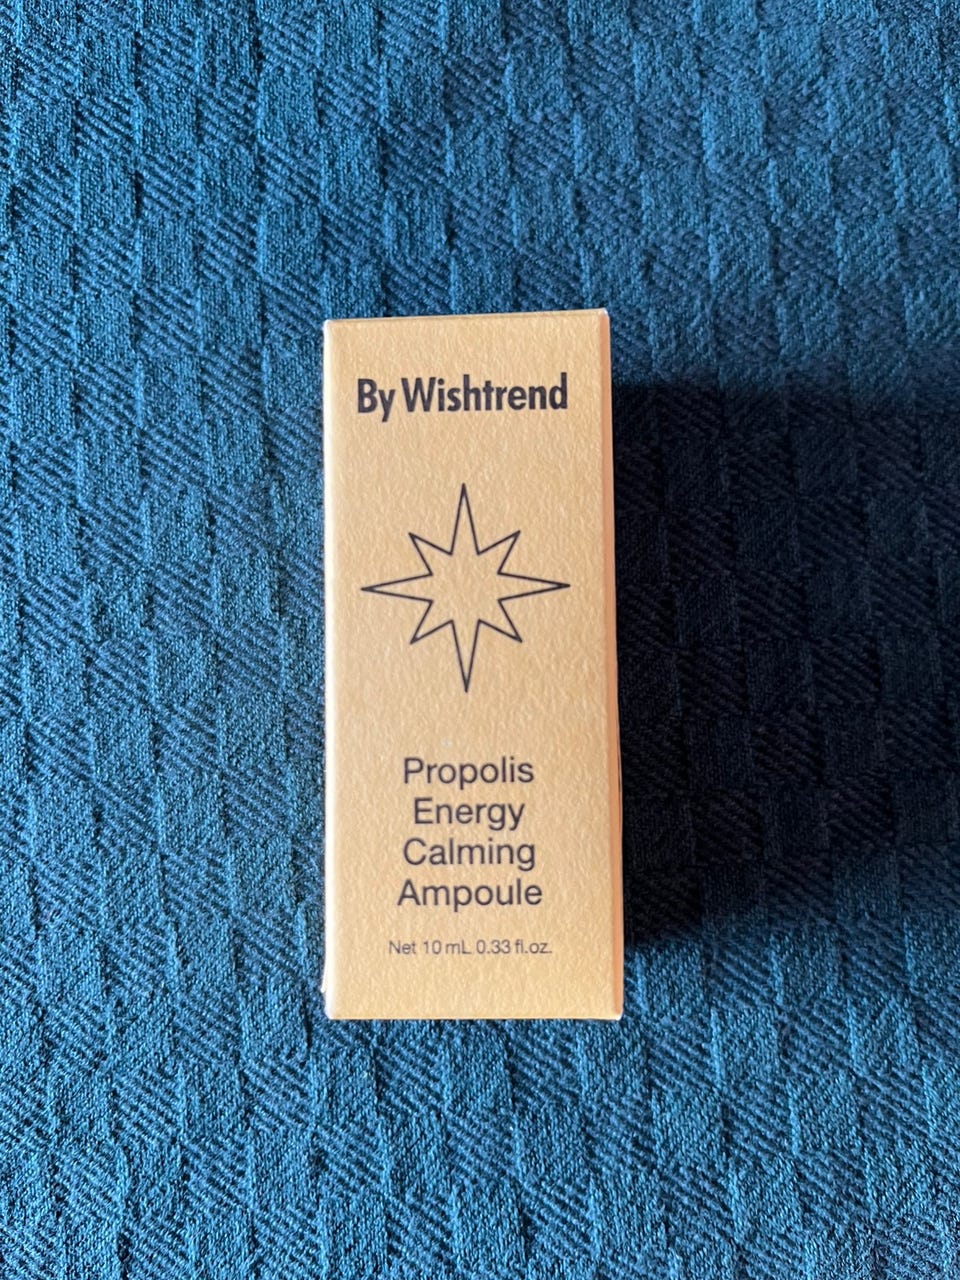 By Wishtrend
Propolis
Energy
Calming
Ampoule
Net 10 mL 0.33 fl.oz.